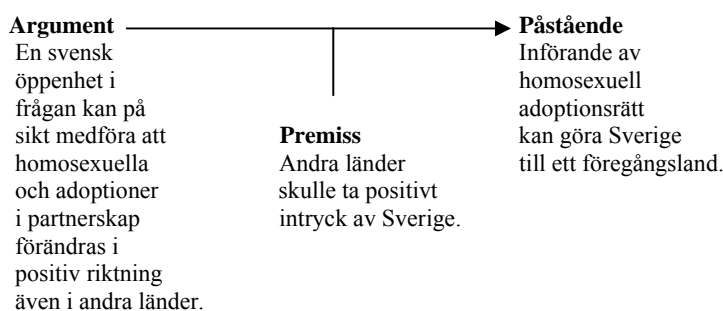 Argument
En svensk
öppenhet i
frågan kan på
sikt medföra att
homosexuella
och adoptioner
i partnerskap
förändras i
positiv riktning
även i andra länder.
Premiss
Andra länder
skulle ta positivt
intryck av Sverige.
Påstående
Införande av
homosexuell
adoptionsrätt
kan göra Sverige
till ett föregångsland.